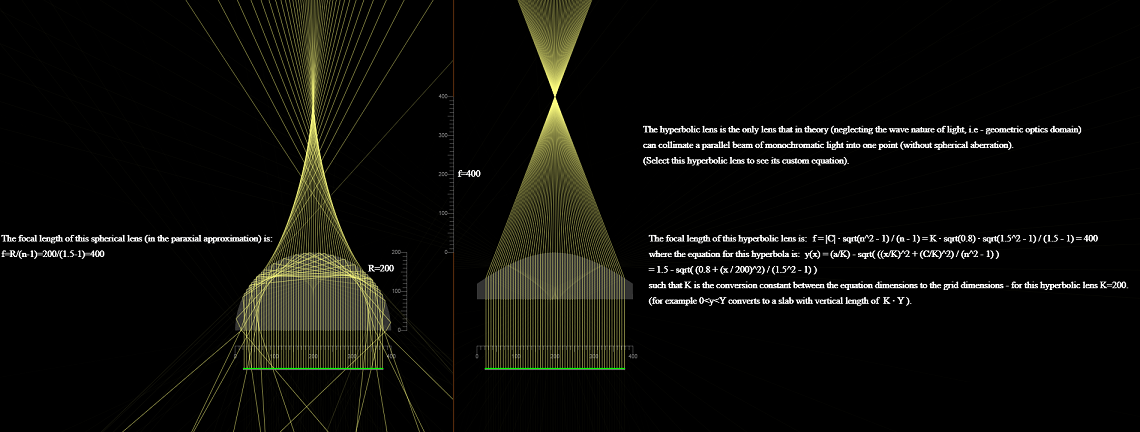 The focal length of this spherical lens (in the paraxial approximation) is:
f=R/(n-1)=200/(1.5-1)=400
R=200
200
100
0
0
100
200
300
400
400
300
200
100
0
f=400
0
100
200
300
400
The hyperbolic lens is the only lens that in theory (neglecting the wave nature of light, i.e - geometric optics domain)
can collimate a parallel beam of monochromatic light into one point (without spherical aberration).
(Select this hyperbolic lens to see its custom equation).
The focal length of this hyperbolic lens is: f = |C| · sqrt(n^2 - 1) / (n - 1) = K · sqrt(0.8) · sqrt(1.5^2 - 1) / (1.5 - 1) = 400
where the equation for this hyperbola is: y(x) = (a/K) - sqrt( ((x/K)^2 + (C/K)^2) / (n^2 - 1) )
= 1.5 - sqrt( (0.8 + (x / 200)^2) / (1.5^2 - 1) )
such that K is the conversion constant between the equation dimensions to the grid dimensions - for this hyperbolic lens K=200.
(for example 0<y<Y converts to a slab with vertical length of K · Y ).